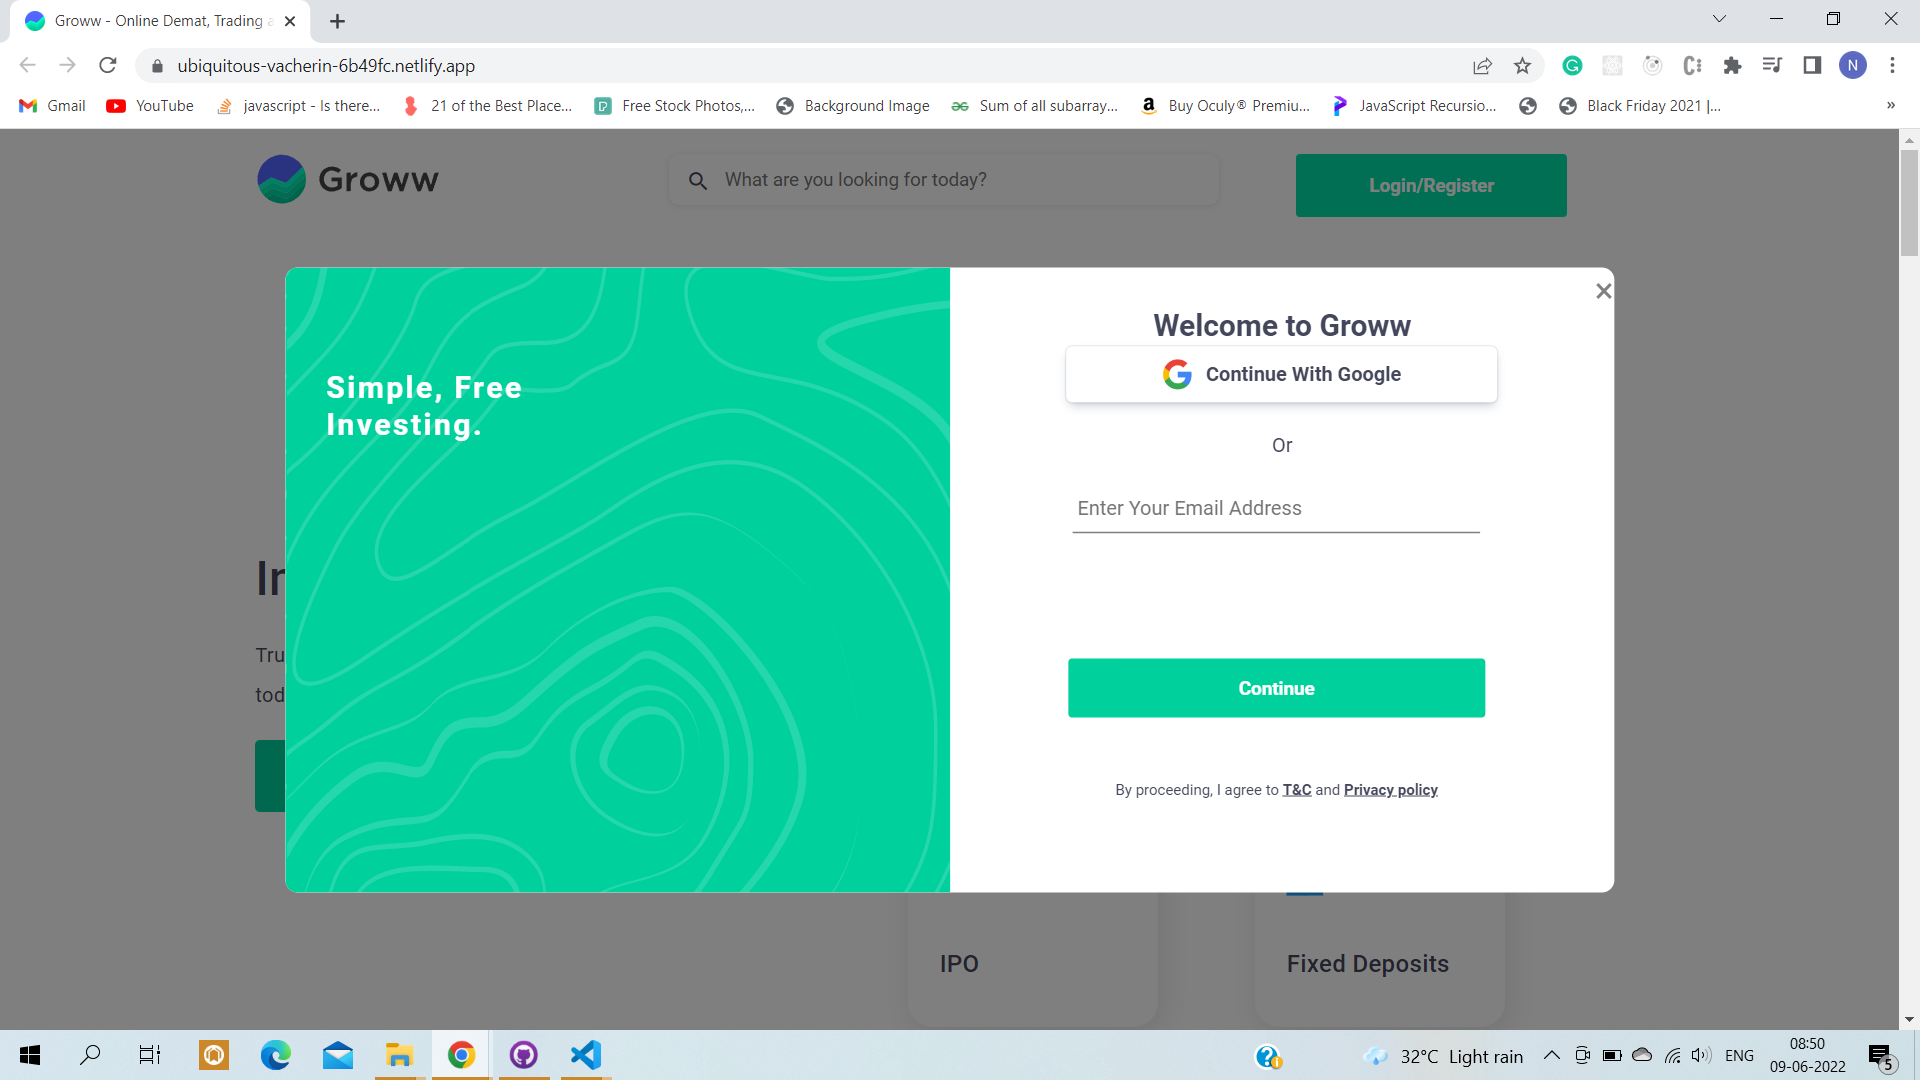 Groww - Online Demat, Trading a
ubiquitous-vacherin-6b49fc.netlify.app
N
Gmail
YouTube
javascript - Is there...
21 of the Best Place...
Free Stock Photos,...
Background Image
Sum of all subarray...
Buy Oculy® Premiu...
JavaScript Recursio...
Black Friday 2021 |...
»
Groww
What are you looking for today?
Login/Register
Simple, Free
Investing.
Welcome to Groww
Continue With Google
Or
Enter Your Email Address
Continue
By proceeding, I agree to T&C and Privacy policy
In
Tru
tod
IPO
Fixed Deposits
32°C Light rain
ENG
08:50
09-06-2022
5